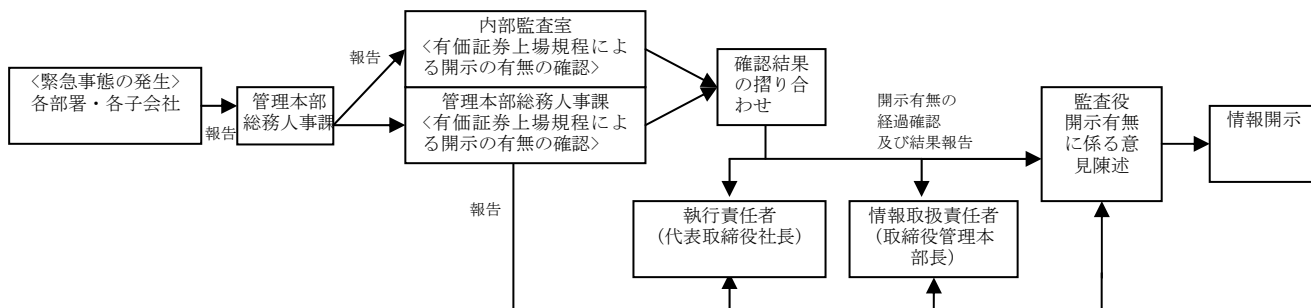 <緊急事態の発生>
各部署・各子会社
報告
管理本部
総務人事課
報告
内部監査室
<有価証券上場規程によ
る開示の有無の確認>
管理本部総務人事課
<有価証券上場規程によ
る開示の有無の確認>
確認結果
の摺り合
わせ
開示有無の
経過確認
及び結果報告
監査役
開示有無
に係る意
見陳述
情報開示
報告
執行責任者
(代表取締役社長)
情報取扱責任者
(取締役管理本
部長)